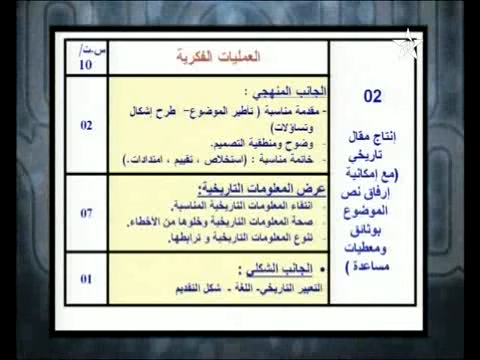 02
إنتاج مقال
تاريخي
(مع إمكانية
إرفاق نص
الموضوع
بوثائق
ومعطيات
مساعدة )
العمليات الفكرية
س.ت/
10
الجانب المنهجي :
- مقدمة مناسبة ( تأطير الموضوع– طرح إشكال
وتساؤلات)
- وضوح ومنطقية التصميم.
- خاتمة مناسبة : (استخلاص ، تقييم ، امتدادات.)
02
عرض المعلومات التاريخية:
- انتقاء المعلومات التاريخية المناسبة.
- صحة المعلومات التاريخية وخلوها من الأخطاء.
- تنوع المعلومات التاريخية و ترابطها.
07
• الجانب الشكلي :
التعبير التاريخي- اللغة - شكل التقديم
01